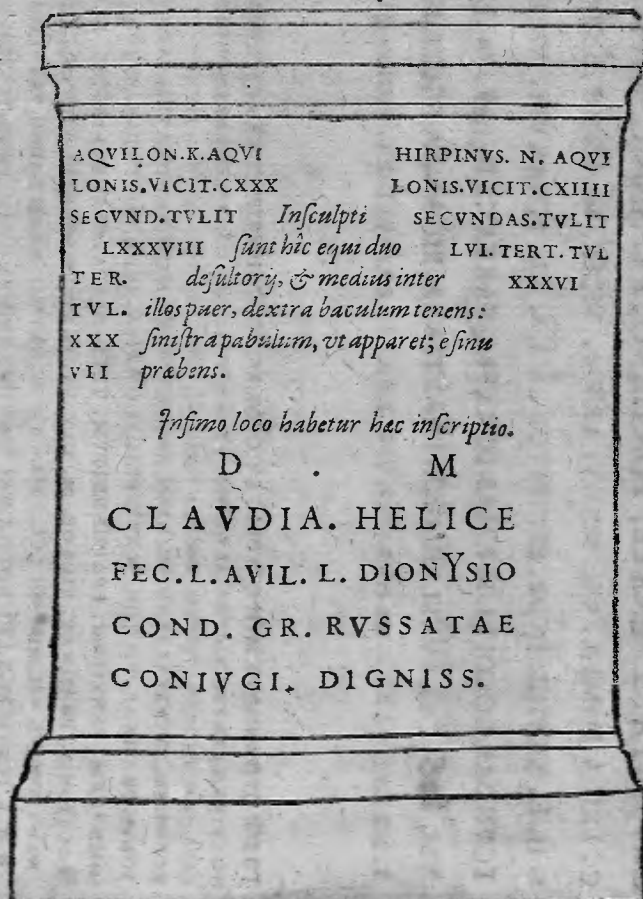 AQVILON.K.AQVI HIRPINVS. N. AQVI
LONIS.VICIT.CXXX LONIS.VICIT.CXIIII
SECVND.TVLIT Inſculpti SECVNDAS.TVLIT
LXXXVIII ſunt hîc equi duo LVI. TERT. TVL
TER. deſultorij, & medius inter XXXVI
TVL. illos puer, dextra baculum tenens:
XXX ſiniſtra pabulum, vt apparet; è ſinu
VII præbens.
Infimo loco habetur hæc inſcriptio.
D . M
CLAVDIA. HELICE
FEC. L. AVIL. L. DIONYSIO
COND. GR. RVSSATAE
CONIVGI. DIGNISS.